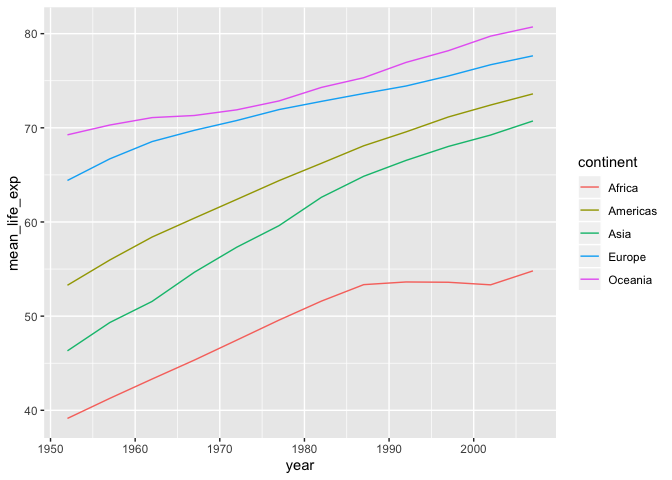 80
70
60
50
40
mean_life_exp
1950
1960
1970
1980
1990
2000
year
continent
Africa
Americas
Asia
Europe
Oceania